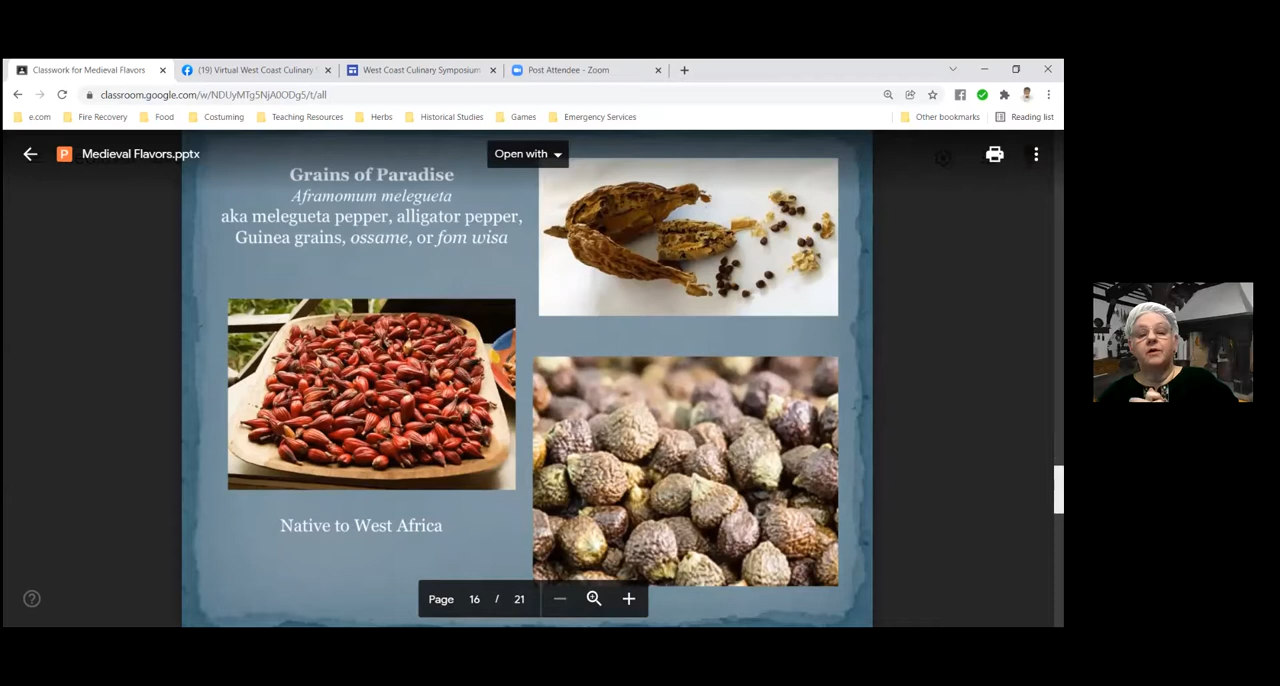 Classwork for Medieval Flavors
(19) Virtual West Coast Culinary
West Coast Culinary Symposium
Post Attendee - Zoom
classroom.google.com/w/NDUyMTg5NjA0ODg5/t/all
e.com
Fire Recovery
Food
Costuming
Teaching Resources
Herbs
Historical Studies
Games
Emergency Services
Other bookmarks
Reading list
P
Medieval Flavors.pptx
Open with
Grains of Paradise
Aframomum melegueta
aka melegueta pepper, alligator pepper,
Guinea grains, ossame, or fom wisa
Native to West Africa
Page 16 / 21